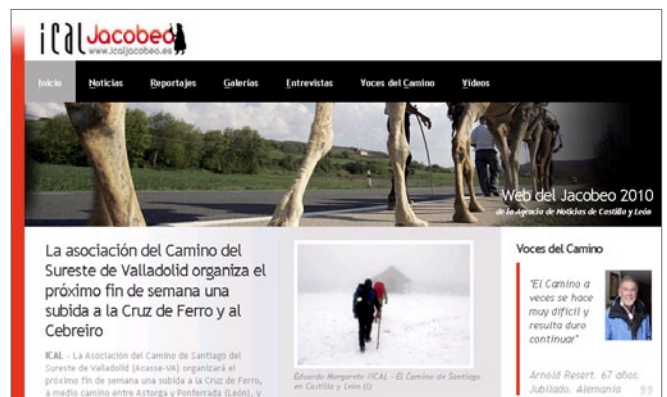 ical Jacobeo
www.icaljacobeo.es
Inicio Noticias Reportajes Galerías Entrevistas Voces del Camino Vídeos
Web del Jacobeo 2010
de la Agencia de Noticias de Castilla y León
La asociación del Camino del
Sureste de Valladolid organiza el
próximo fin de semana una
subida a la Cruz de Ferro y al
Cebreiro
ICAL - La Asociación del Camino de Santiago del
Sureste de Valladolid (Acasse-VA) organizará el
próximo fin de semana una subida a la Cruz de Ferro,
a medio camino entre Astorga y Ponferrada (León), y
Eduardo Margareto /ICAL - El Camino de Santiago
en Castilla y León (I)
Voces del Camino
"El Camino a
veces se hace
muy difícil y
resulta duro
continuar"
Arnold Resert. 67 años.
Jubilado. Alemania